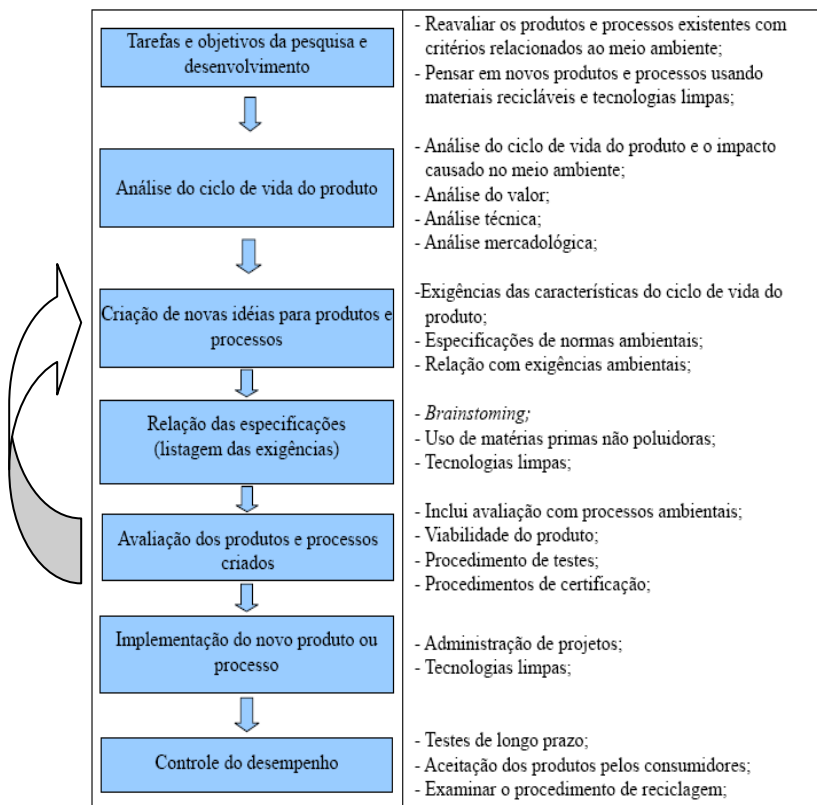 Tarefas e objetivos da pesquisa e
desenvolvimento
- Reavaliar os produtos e processos existentes com
critérios relacionados ao meio ambiente;
- Pensar em novos produtos e processos usando
materiais recicláveis e tecnologias limpas;
Análise do ciclo de vida do produto
- Análise do ciclo de vida do produto e o impacto
causado no meio ambiente;
- Análise do valor;
- Análise técnica;
- Análise mercadológica;
Criação de novas idéias para produtos e
processos
-Exigências das características do ciclo de vida do
produto;
- Especificações de normas ambientais;
- Relação com exigências ambientais;
Relação das especificações
(listagem das exigências)
- Brainstoming;
- Uso de matérias primas não poluidoras;
- Tecnologias limpas;
Avaliação dos produtos e processos
criados
- Inclui avaliação com processos ambientais;
- Viabilidade do produto;
- Procedimento de testes;
- Procedimentos de certificação;
Implementação do novo produto ou
processo
- Administração de projetos;
- Tecnologias limpas;
Controle do desempenho
- Testes de longo prazo;
- Aceitação dos produtos pelos consumidores;
- Examinar o procedimento de reciclagem;